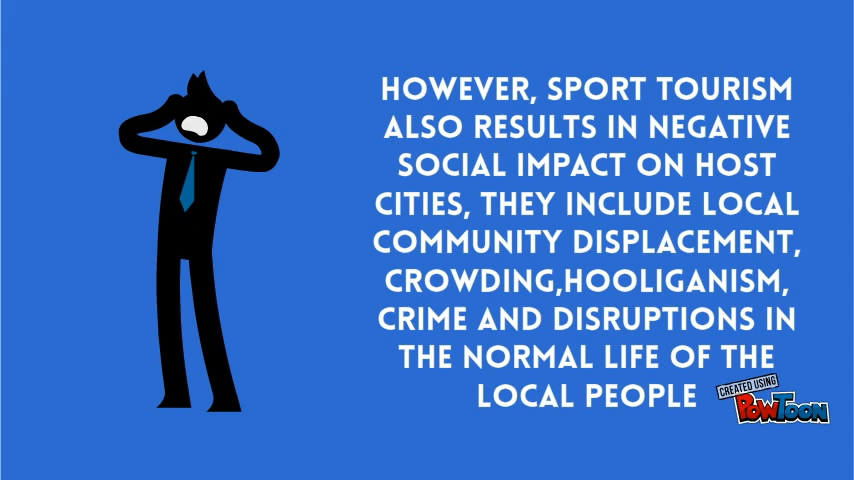 HOWEVER, SPORT TOURISM
ALSO RESULTS IN NEGATIVE
SOCIAL IMPACT ON HOST
CITIES, THEY INCLUDE LOCAL
COMMUNITY DISPLACEMENT,
CROWDING,HOOLIGANISM,
CRIME AND DISRUPTIONS IN
THE NORMAL LIFE OF THE
LOCAL PEOPLE
CREATED USING
POWTOON